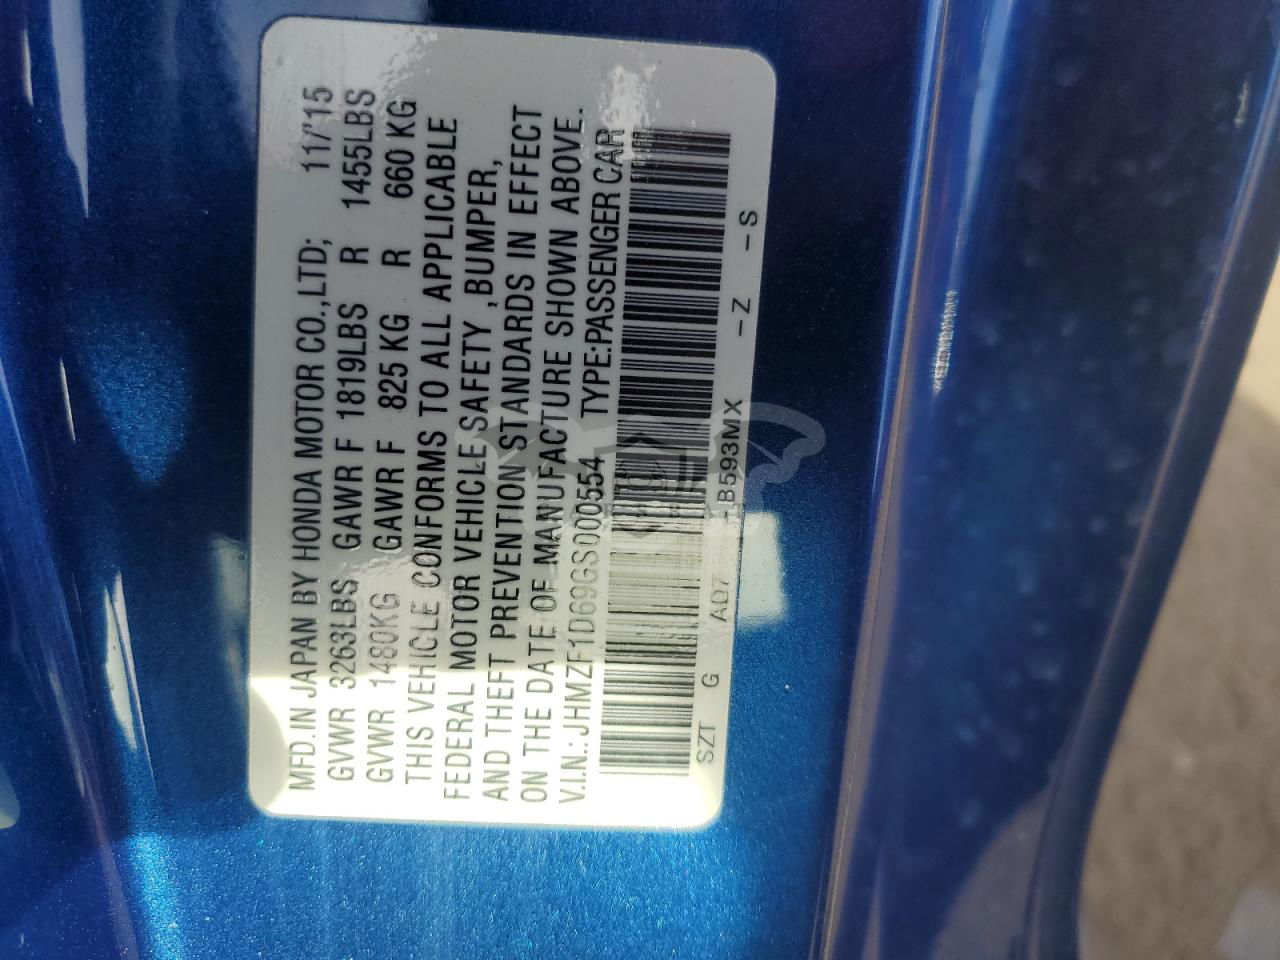 MFD. IN JAPAN BY HONDA MOTOR CO., LTD; 11/'15
GVWR 3263LBS GAWR F 1819LBS R 1455LBS
GVWR 1480KG GAWR F 825 KG R 660 KG
THIS VEHICLE CONFORMS TO ALL APPLICABLE
FEDERAL MOTOR VEHICLE SAFETY ,BUMPER,
AND THEFT PREVENTION STANDARDS IN EFFECT
ON THE DATE OF MANUFACTURE SHOWN ABOVE.
V.I.N.: JHMZF1D69GS000554 TYPE:PASSENGER CAR
SZT G AD7 -B593MX -Z -S